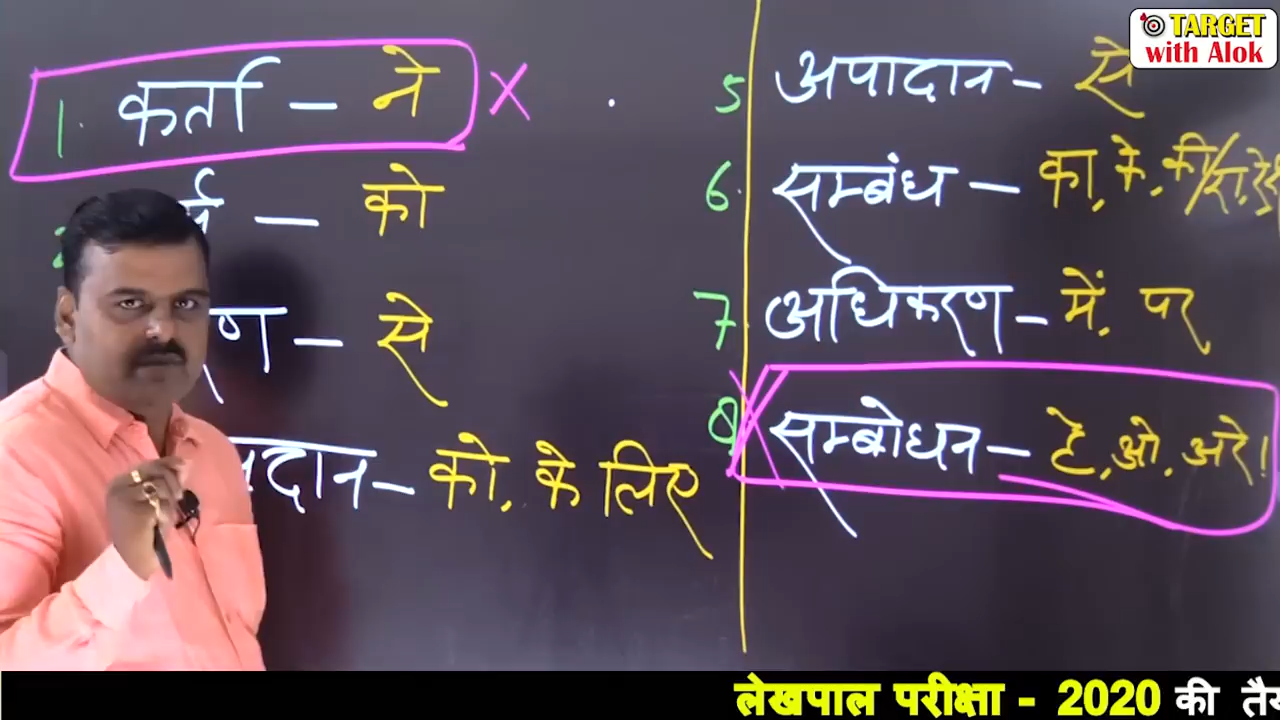 TARGET
with Alok
1. कर्ता – ने X
– को
रण – से
दान – को, के लिए
5 अपादान - से
6. सम्बंध – का, के, की/
7 अधिकरण – में, पर
8 सम्बोधन – हे, ओ, अरे!
लेखपाल परीक्षा - 2020 की